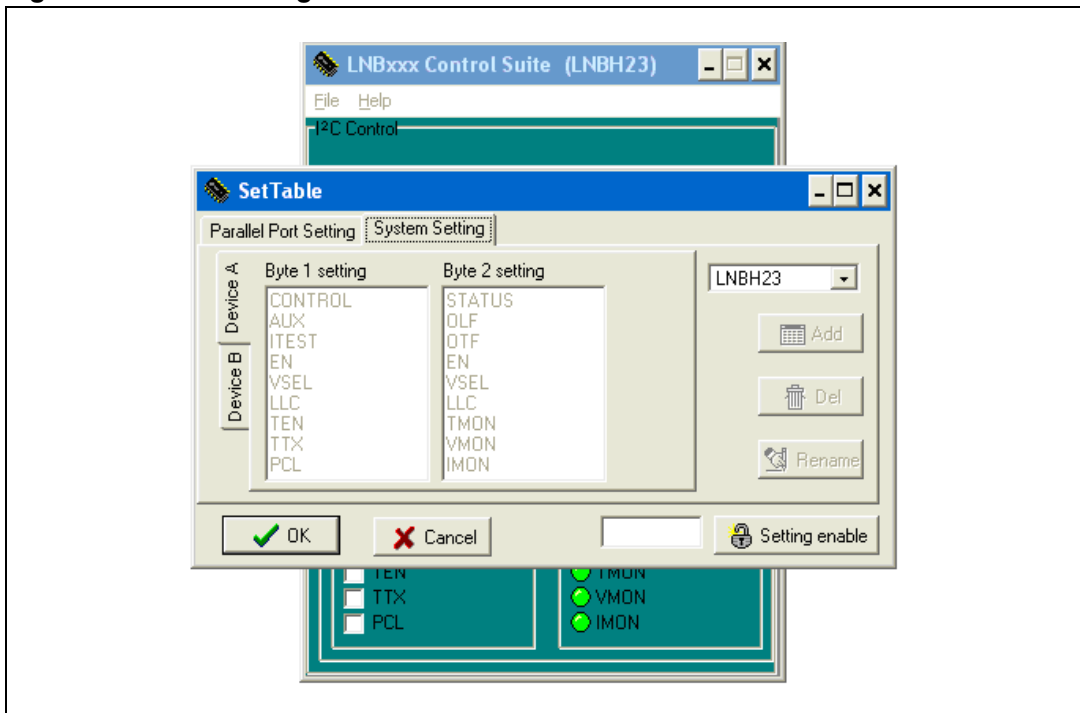 LNBxxx Control Suite (LNBH23)
File Help
I²C Control
SetTable
Parallel Port Setting System Setting
Device A
Device B
Byte 1 setting
CONTROL
AUX
ITEST
EN
VSEL
LLC
TEN
TTX
PCL
Byte 2 setting
STATUS
OLF
OTF
EN
VSEL
LLC
TMON
VMON
IMON
LNBH23
Add
Del
Rename
OK
Cancel
Setting enable
TEN
TTX
PCL
TMON
VMON
IMON